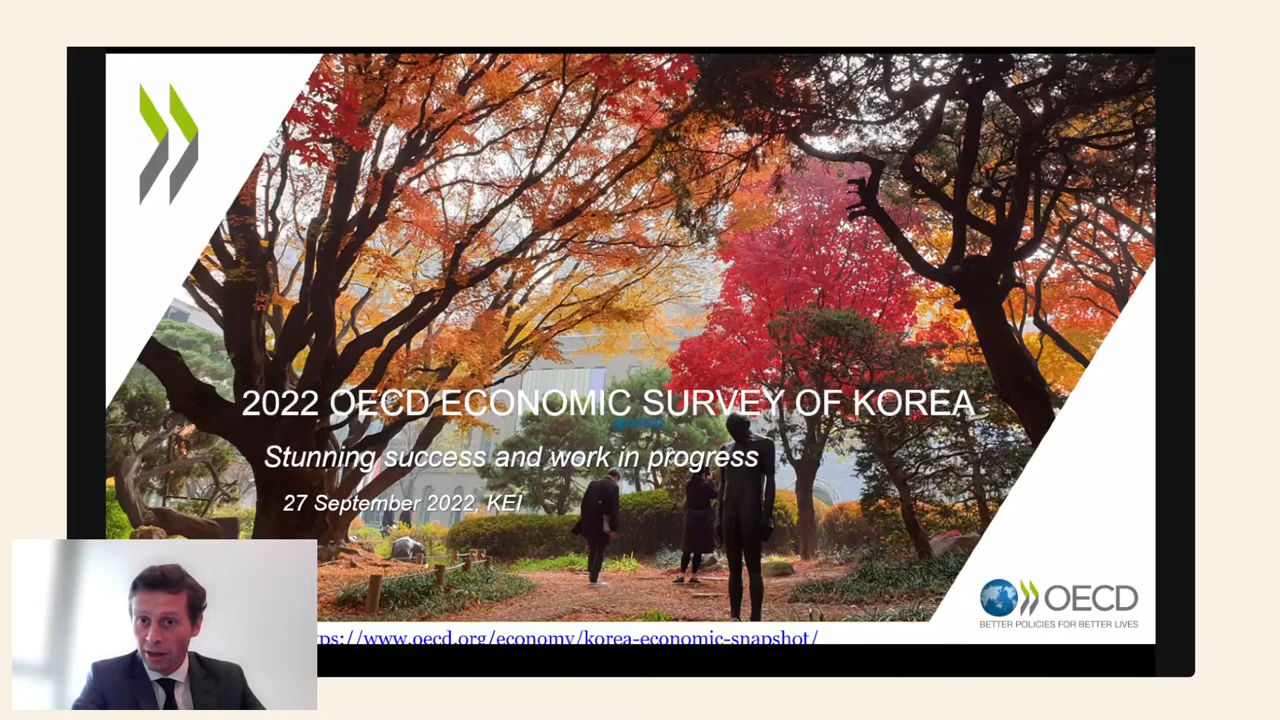 2022 OECD ECONOMIC SURVEY OF KOREA
Stunning success and work in progress
27 September 2022, KEI
OECD
BETTER POLICIES FOR BETTER LIVES
ps://www.oecd.org/economy/korea-economic-snapshot/